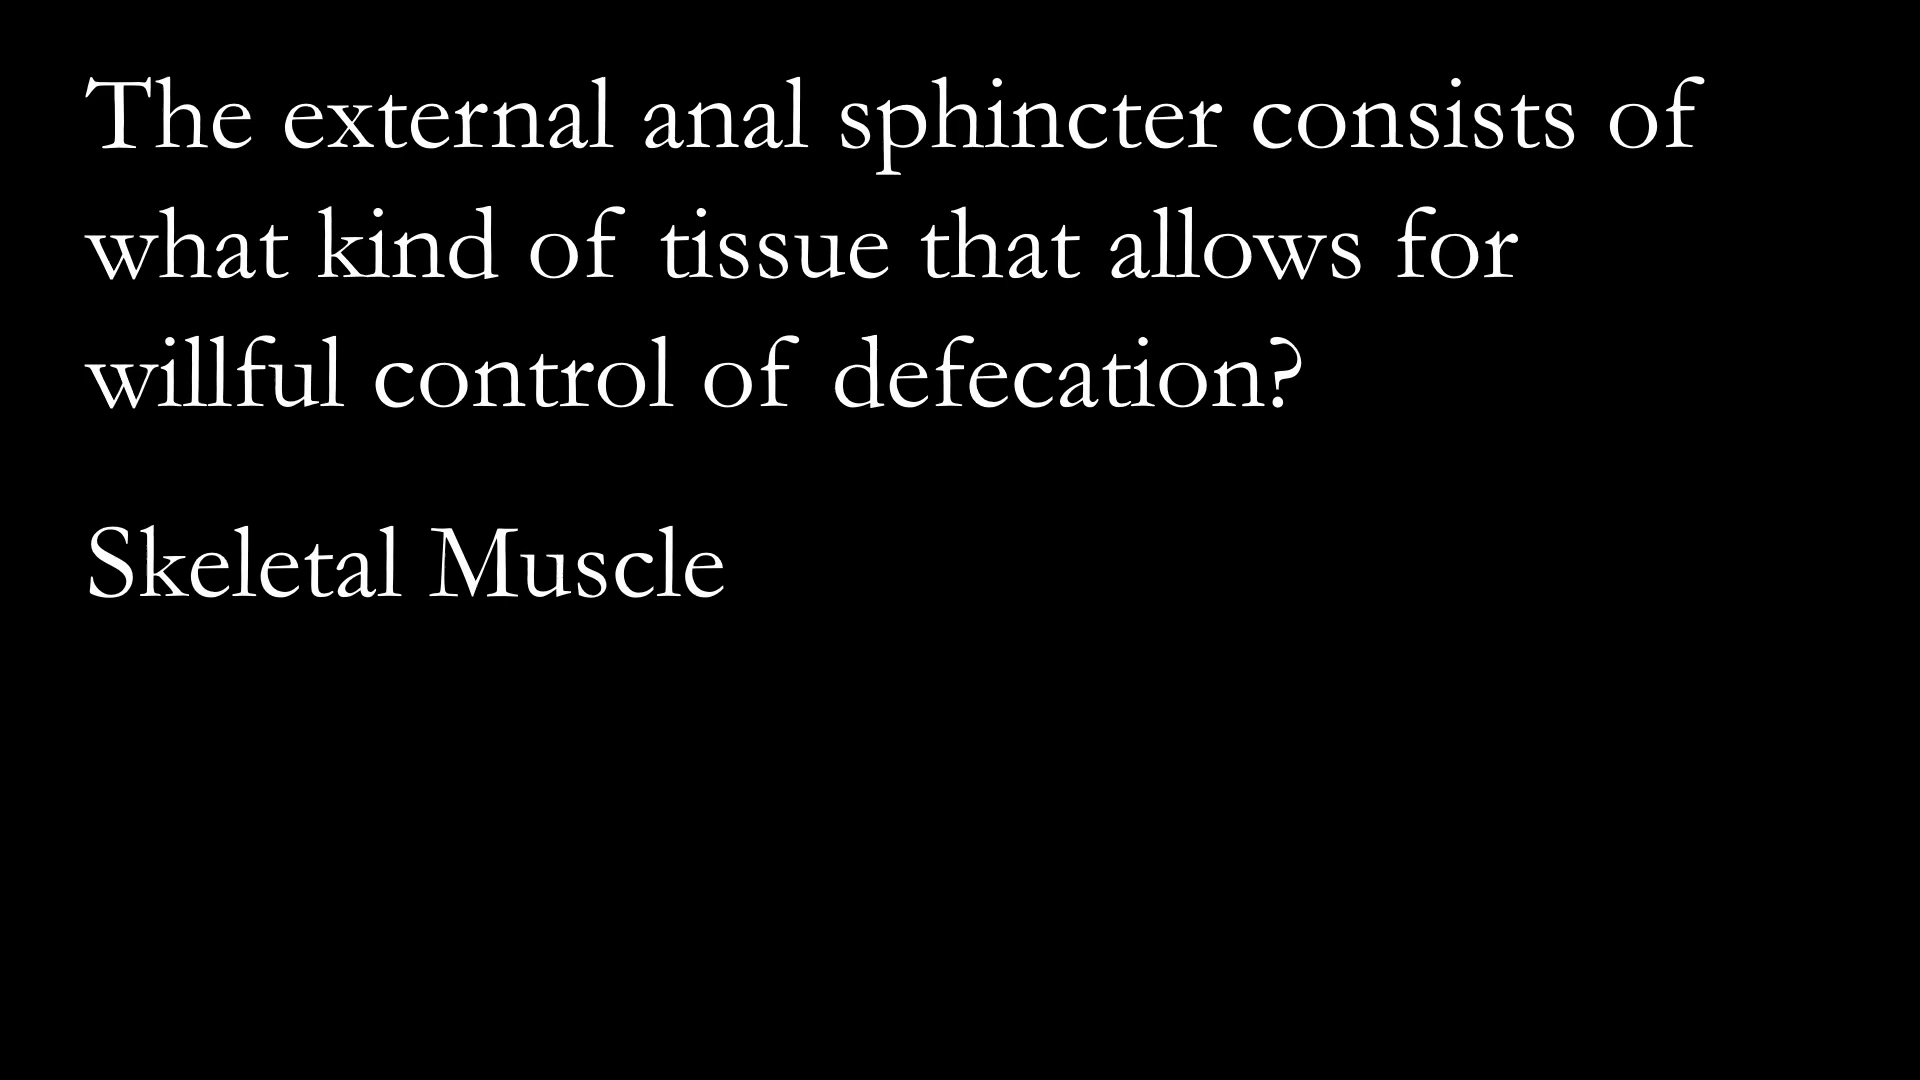 The external anal sphincter consists of
what kind of tissue that allows for
willful control of defecation?
Skeletal Muscle